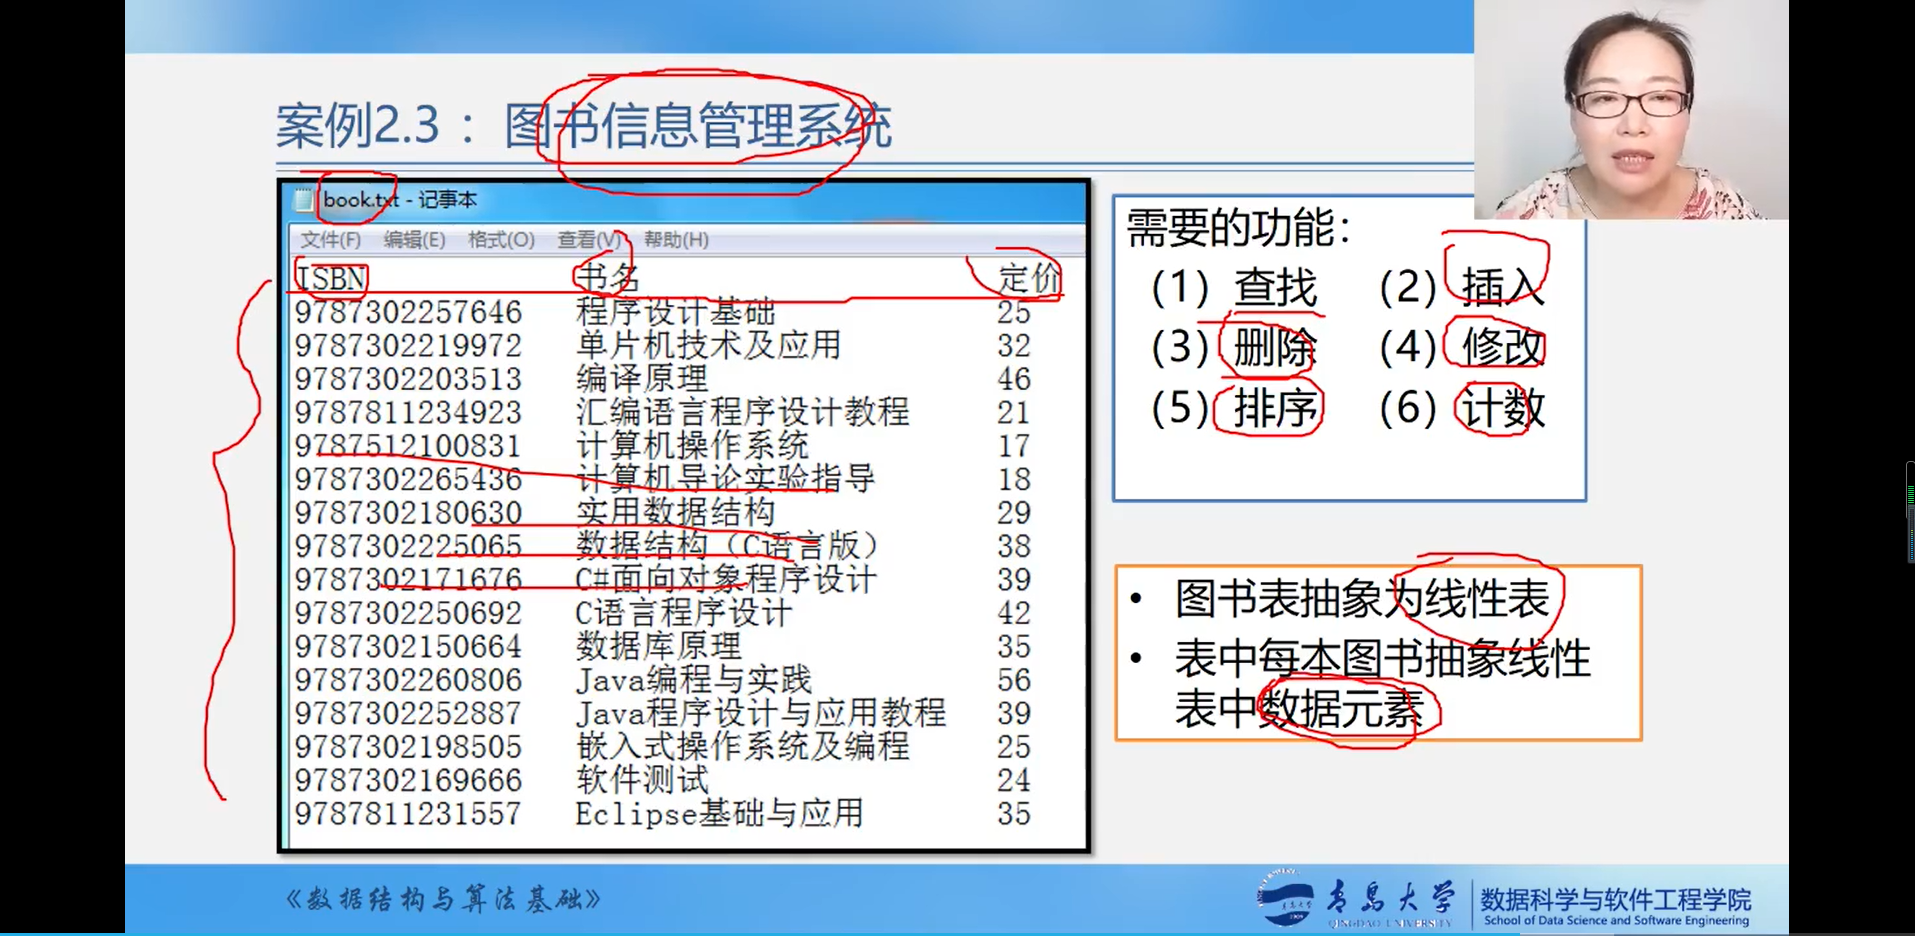 案例2.3：图书信息管理系统
book.txt - 记事本
文件(F) 编辑(E) 格式(O) 查看(V) 帮助(H)
ISBN 书名 定价
9787302257646 程序设计基础 25
9787302219972 单片机技术及应用 32
9787302203513 编译原理 46
9787811234923 汇编语言程序设计教程 21
9787512100831 计算机操作系统 17
9787302265436 计算机导论实验指导 18
9787302180630 实用数据结构 29
9787302225065 数据结构（C语言版） 38
9787302171676 C#面向对象程序设计 39
9787302250692 C语言程序设计 42
9787302150664 数据库原理 35
9787302260806 Java编程与实践 56
9787302252887 Java程序设计与应用教程 39
9787302198505 嵌入式操作系统及编程 25
9787302169666 软件测试 24
9787811231557 Eclipse基础与应用 35
需要的功能：
（1）查找 （2）插入
（3）删除 （4）修改
（5）排序 （6）计数
• 图书表抽象为线性表
• 表中每本图书抽象线性
表中数据元素
《数据结构与算法基础》
青岛大学
QINGDAO UNIVERSITY
数据科学与软件工程学院
School of Data Science and Software Engineering